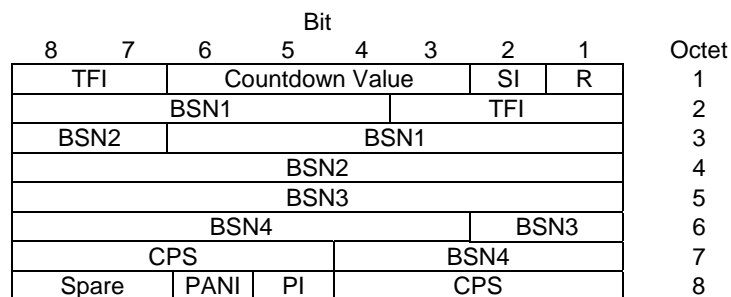 Bit
8 7 6 5 4 3 2 1 Octet
TFI Countdown Value SI R 1
BSN1 TFI 2
BSN2 BSN1 3
BSN2 4
BSN3 5
BSN4 BSN3 6
CPS BSN4 7
Spare PANI PI CPS 8